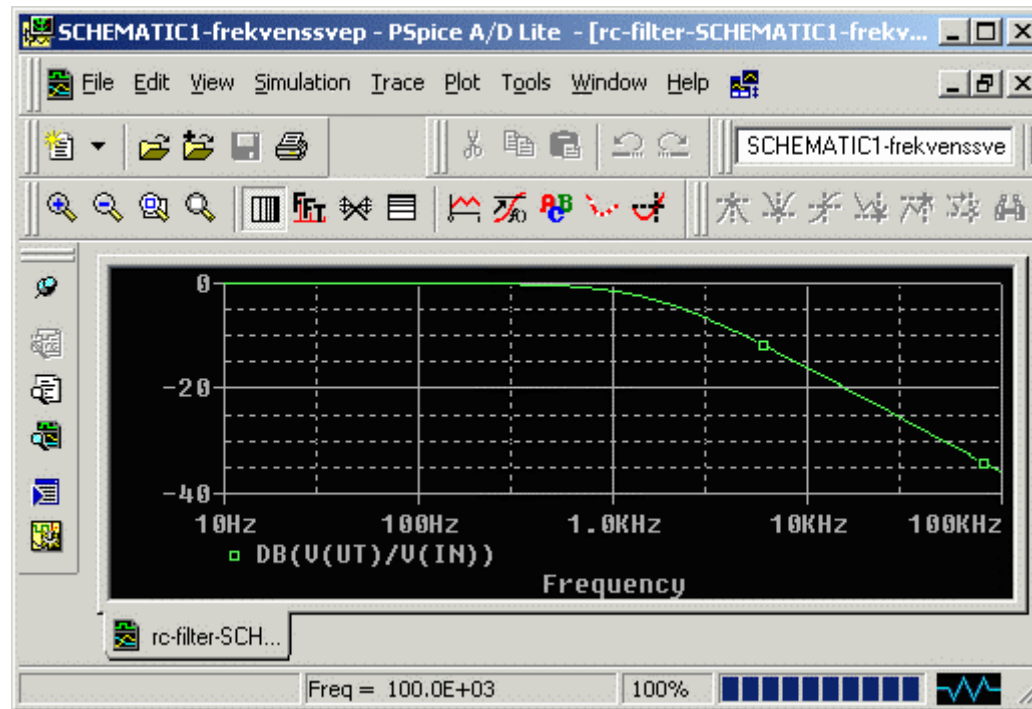 SCHEMATIC1-frekvenssvep - PSpice A/D Lite - [rc-filter-SCHEMATIC1-frekv...
File Edit View Simulation Trace Plot Tools Window Help
SCHEMATIC1-frekvenssve
FFT ABC
0
-20
-40
10Hz 100Hz 1.0KHz 10KHz 100KHz
DB(V(UT)/V(IN))
Frequency
rc-filter-SCH...
Freq = 100.0E+03 100%